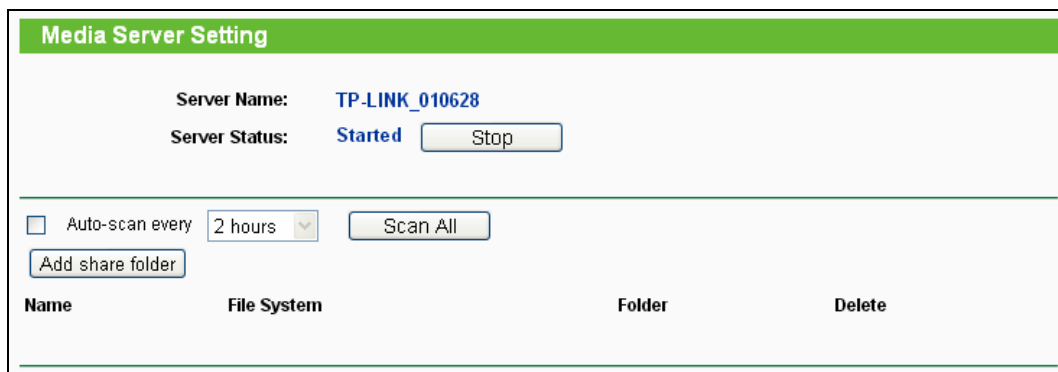 Media Server Setting
Server Name: TP-LINK_010628
Server Status: Started Stop
Auto-scan every 2 hours Scan All
Add share folder
Name File System Folder Delete